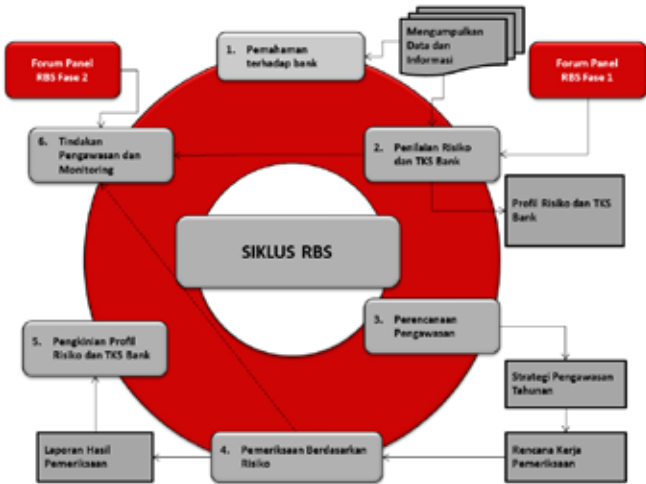 Forum Panel
RBS Fase 2
1. Pemahaman
terhadap bank
Mengumpulkan
Data dan
Informasi
Forum Panel
RBS Fase 1
6. Tindakan
Pengawasan dan
Monitoring
2. Penilaian Risiko
dan TKS Bank
Profil Risiko dan TKS
Bank
SIKLUS RBS
3. Perencanaan
Pengawasan
5. Pengkinian Profil
Risiko dan TKS Bank
Strategi Pengawasan
Tahunan
Laporan Hasil
Pemeriksaan
4. Pemeriksaan Berdasarkan
Risiko
Rencana Kerja
Pemeriksaan